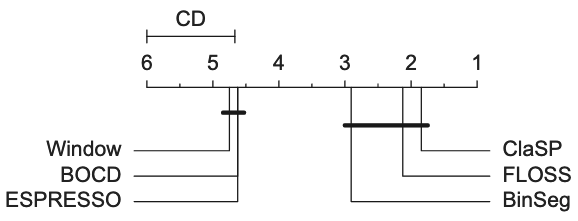 CD
6 5 4 3 2 1
Window ClaSP
BOCD FLOSS
ESPRESSO BinSeg